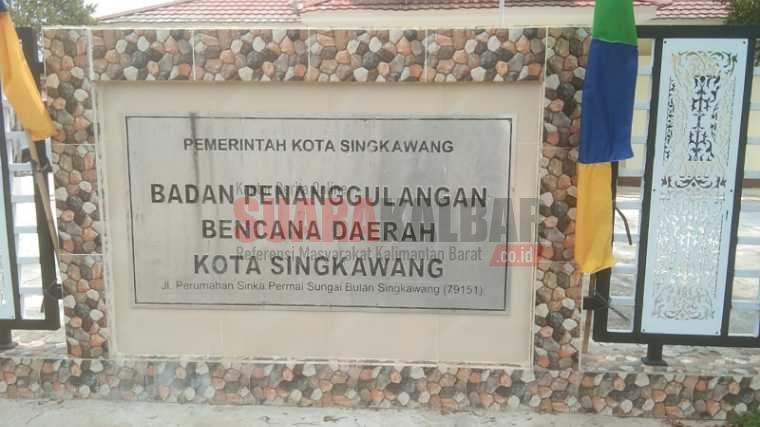 PEMERINTAH KOTA SINGKAWANG
BADAN PENANGGULANGAN
BENCANA DAERAH
KOTA SINGKAWANG
Jl. Perumahan Sinka Permai Sungai Bulan Singkawang (79151)
Online
SUARAKALBAR
.co.id
Referensi Masyarakat Kalimantan Barat